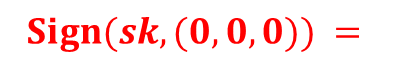 Sign(sk, (0, 0, 0)) =